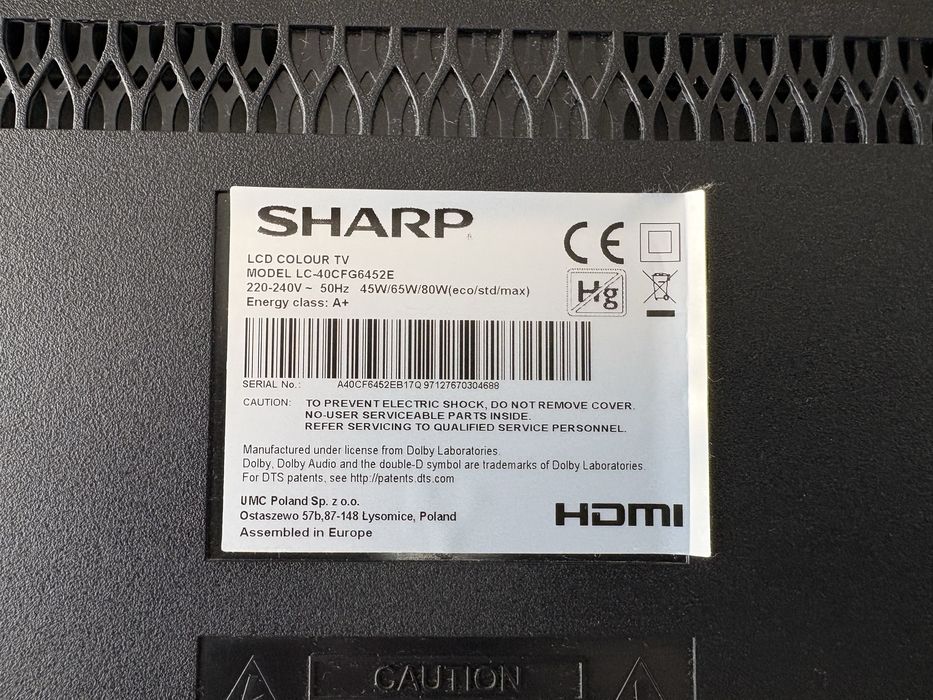 SHARP
CE
LCD COLOUR TV
MODEL LC-40CFG6452E
220-240V ~ 50Hz 45W/65W/80W(eco/std/max)
Energy class: A+
Hg
SERIAL No.: A40CF6452EB17Q 97127670304688
CAUTION: TO PREVENT ELECTRIC SHOCK, DO NOT REMOVE COVER.
NO-USER SERVICEABLE PARTS INSIDE.
REFER SERVICING TO QUALIFIED SERVICE PERSONNEL.
Manufactured under license from Dolby Laboratories.
Dolby, Dolby Audio and the double-D symbol are trademarks of Dolby Laboratories.
For DTS patents, see http://patents.dts.com
UMC Poland Sp. z o.o.
Ostaszewo 57b,87-148 Łysomice, Poland
Assembled in Europe
HDMI
CAUTION